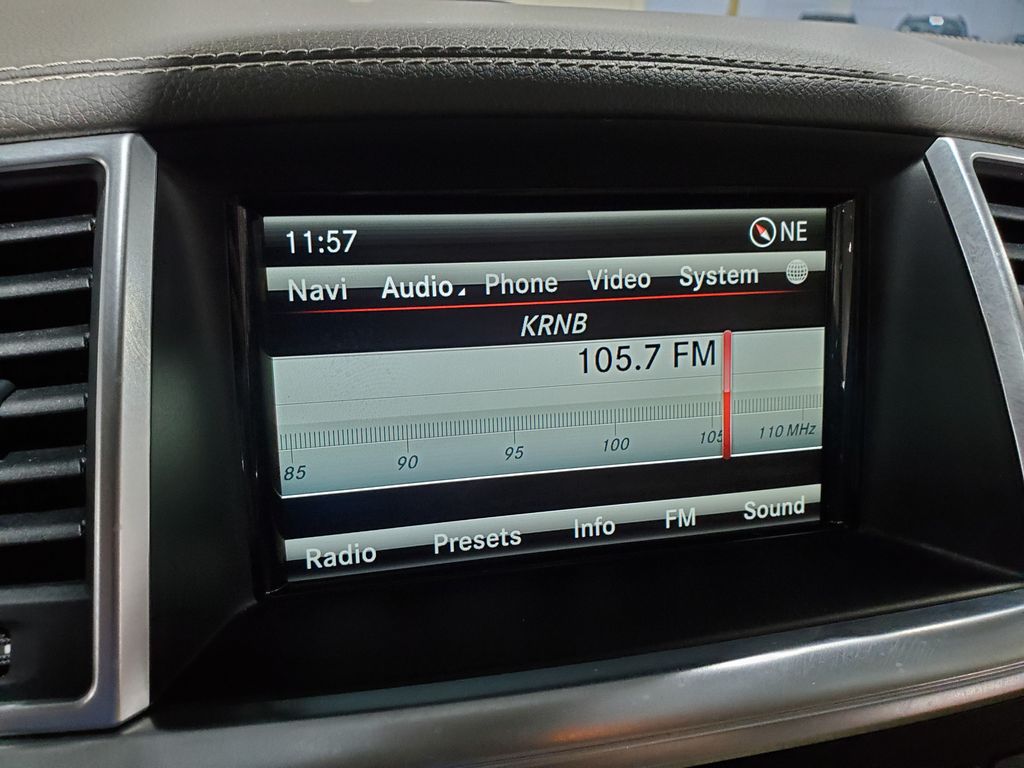 11:57 NE
Navi Audio Phone Video System
KRNB
105.7 FM
85 90 95 100 105 110 MHz
Radio Presets Info FM Sound